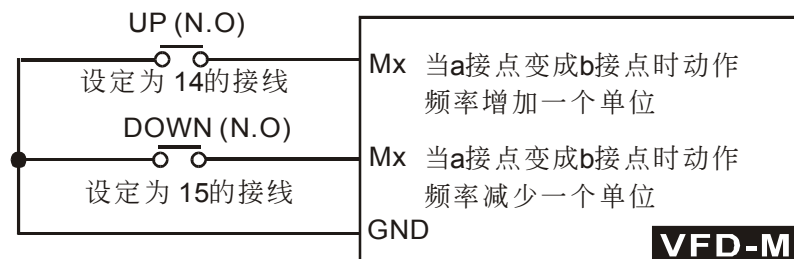 UP (N.O)
设定为 14的接线
Mx 当a接点变成b接点时动作
频率增加一个单位
DOWN (N.O)
设定为 15的接线
Mx 当a接点变成b接点时动作
频率减少一个单位
GND
VFD-M